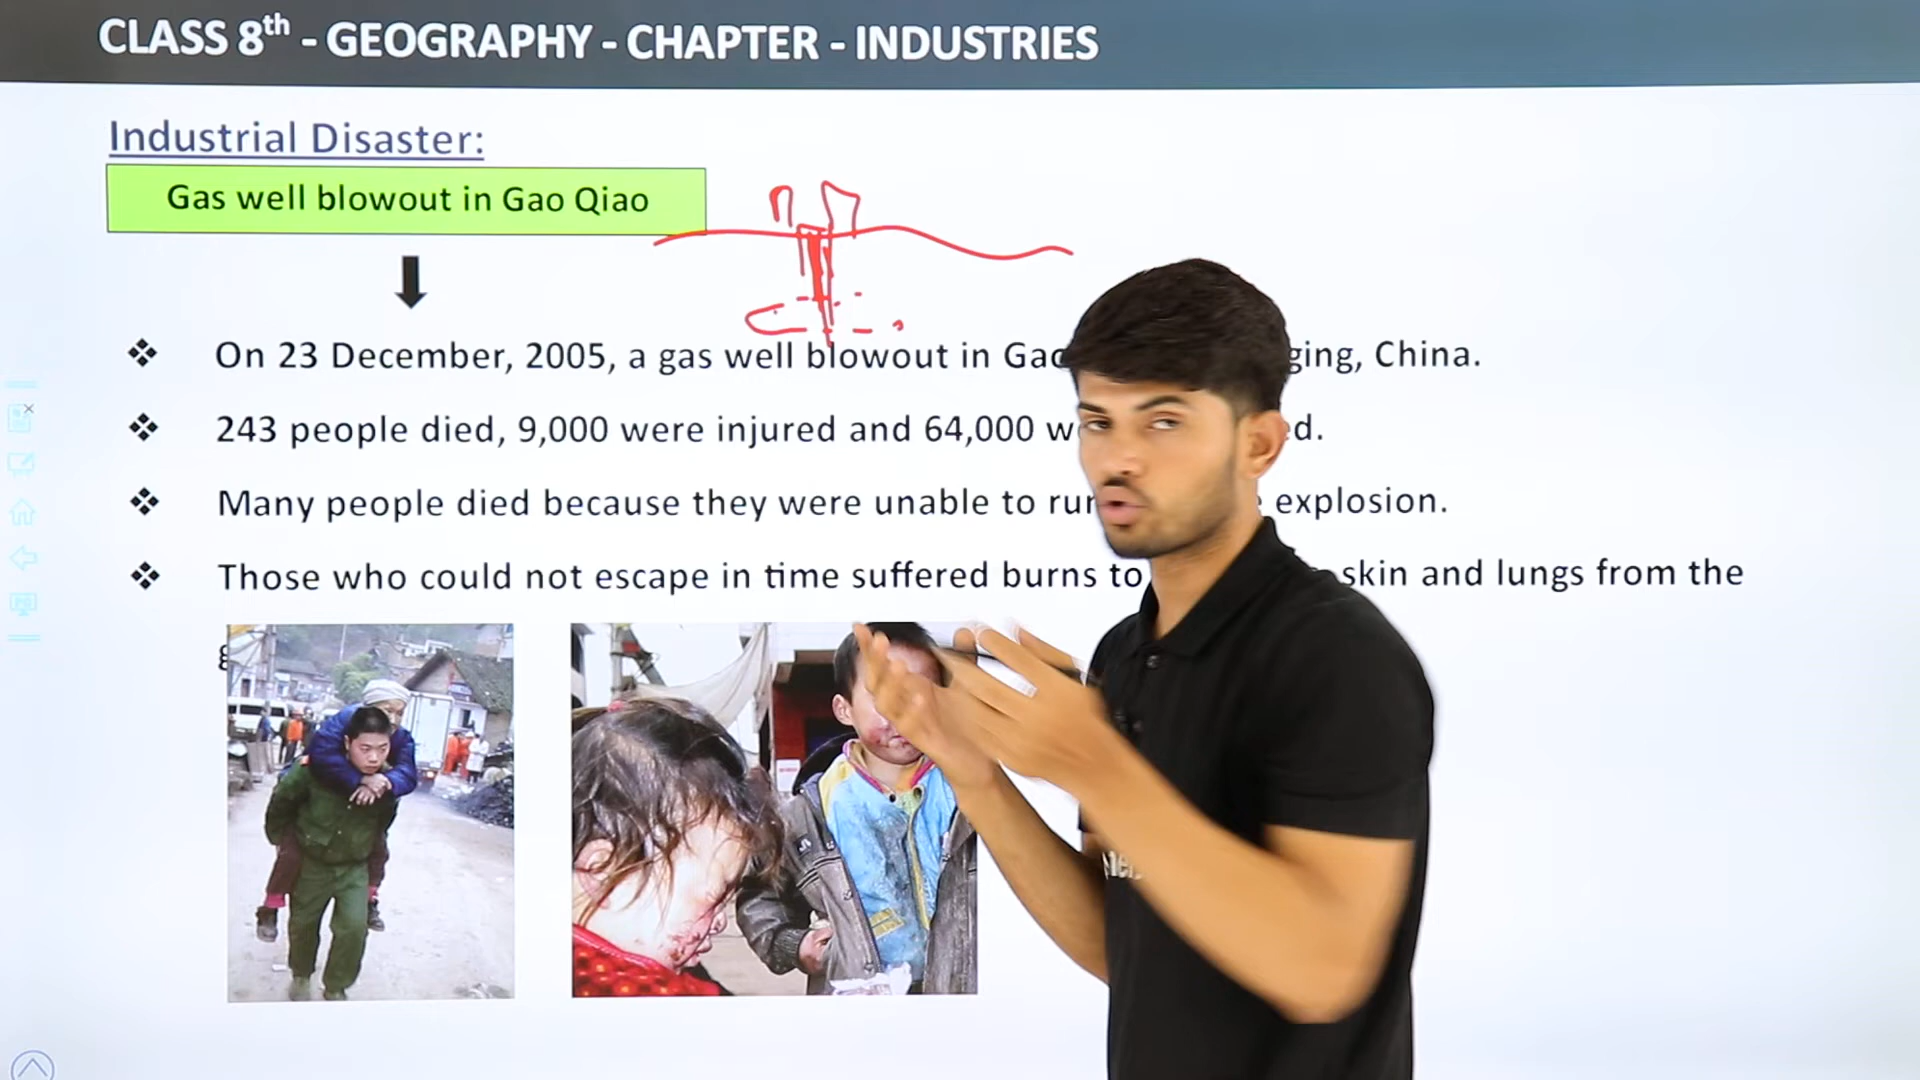 CLASS 8th - GEOGRAPHY - CHAPTER - INDUSTRIES
Industrial Disaster:
Gas well blowout in Gao Qiao
❖ On 23 December, 2005, a gas well blowout in Gao ging, China.
❖ 243 people died, 9,000 were injured and 64,000 w d.
❖ Many people died because they were unable to run explosion.
❖ Those who could not escape in time suffered burns to skin and lungs from the